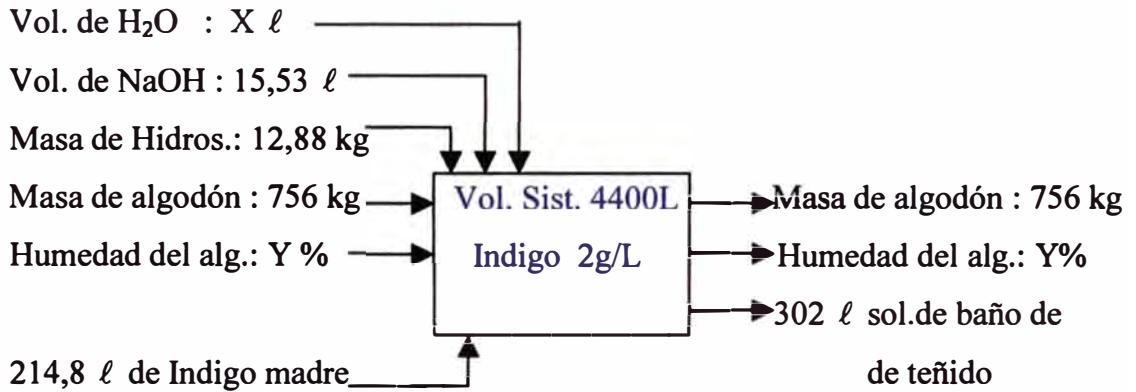 Vol. de H₂O : X ℓ
Vol. de NaOH : 15,53 ℓ
Masa de Hidros.: 12,88 kg
Masa de algodón : 756 kg
Humedad del alg.: Y %
214,8 ℓ de Indigo madre
Vol. Sist. 4400L
Indigo 2g/L
Masa de algodón : 756 kg
Humedad del alg.: Y%
302 ℓ sol.de baño de
de teñido